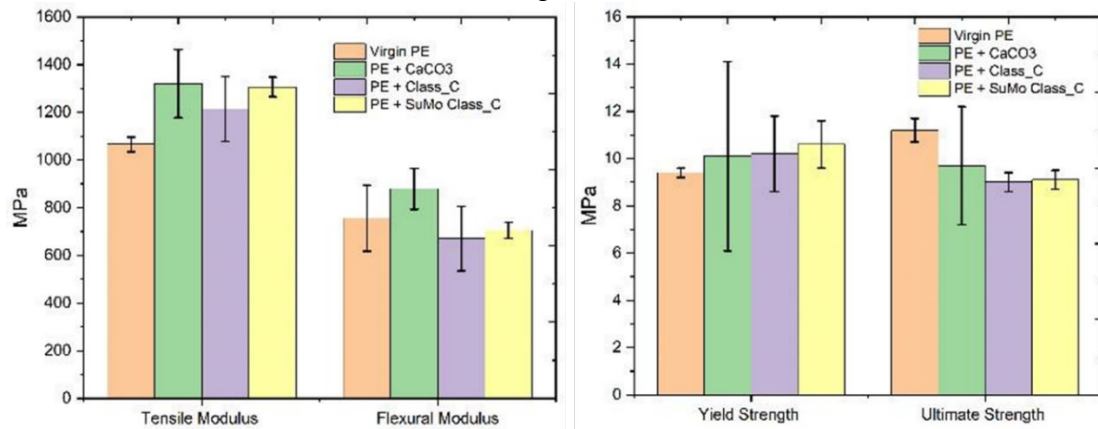 1600
1400
1200
1000
800
600
400
200
0
MPa
Virgin PE
PE + CaCO3
PE + Class_C
PE + SuMo Class_C
Tensile Modulus
Flexural Modulus
16
14
12
10
8
6
4
2
0
MPa
Virgin PE
PE + CaCO3
PE + Class_C
PE + SuMo Class_C
Yield Strength
Ultimate Strength